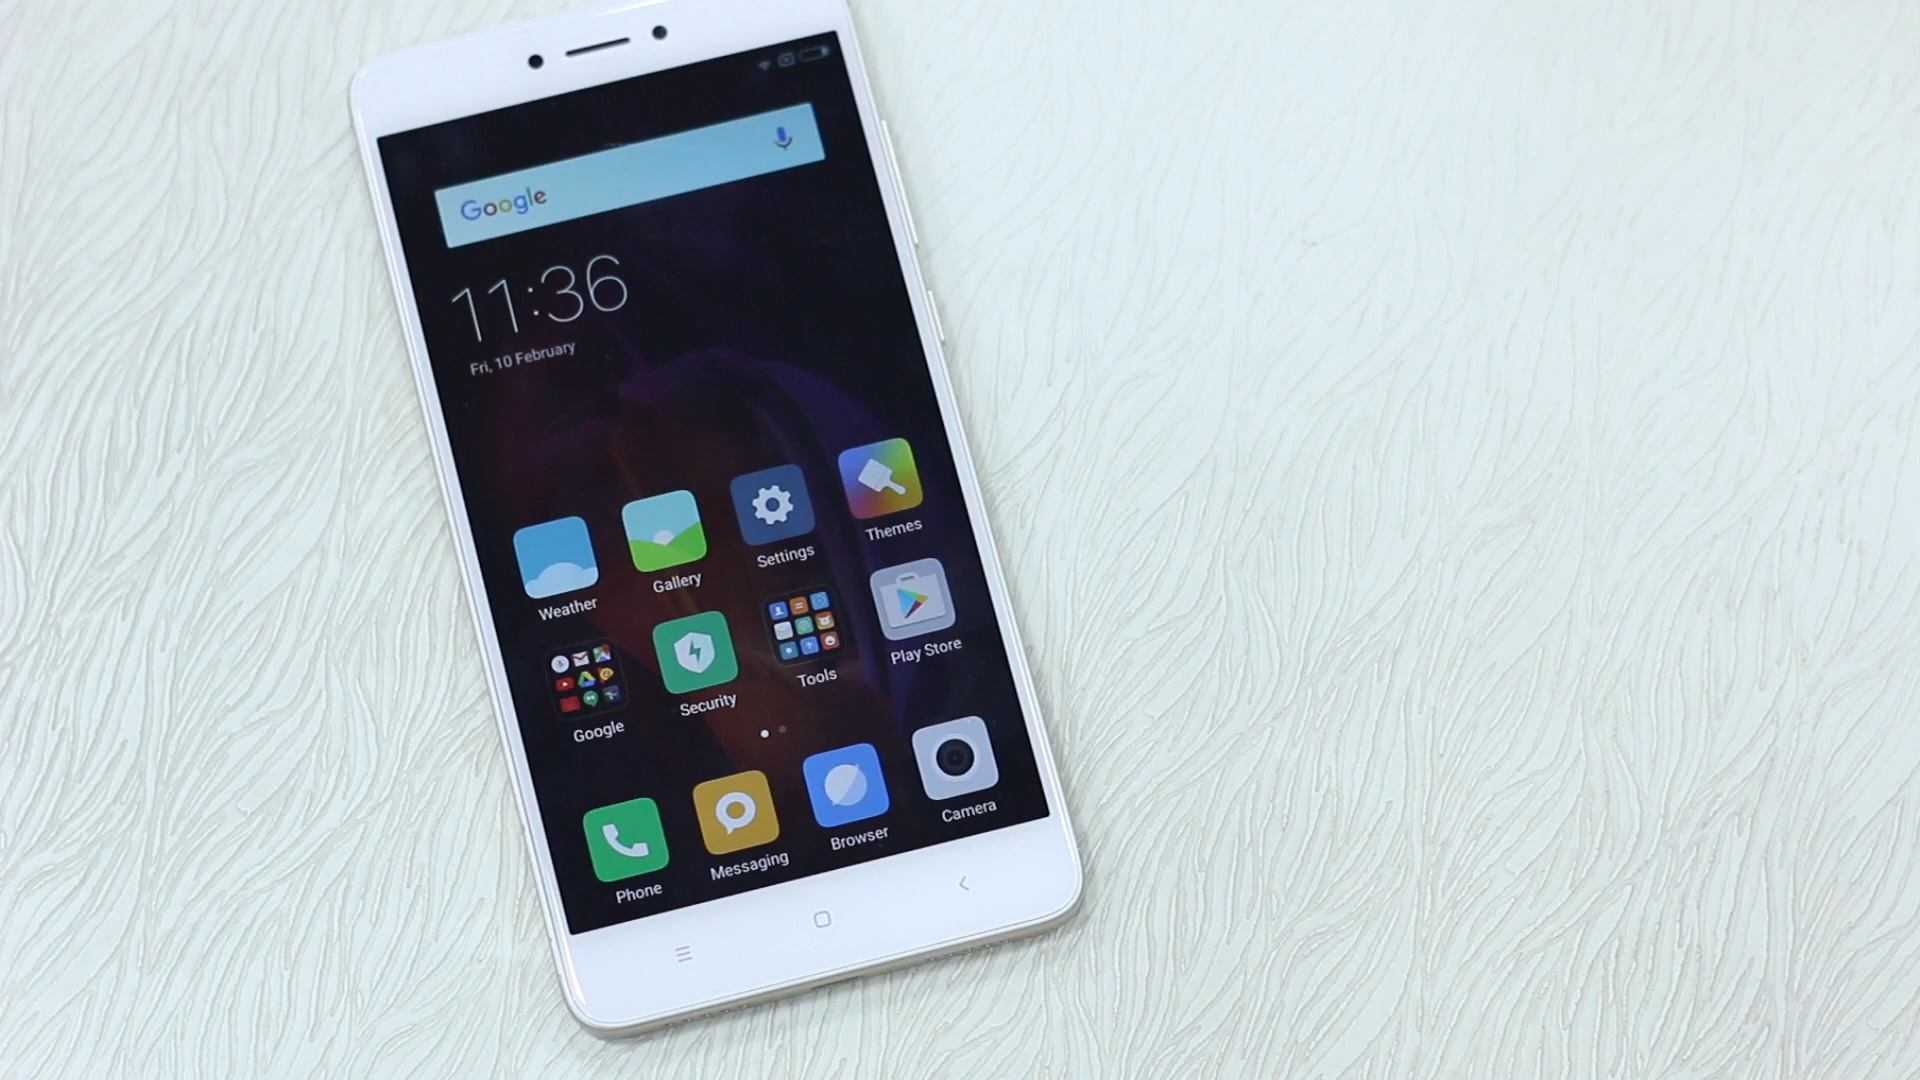 Google
11:36
Fri, 10 February
Weather
Gallery
Settings
Themes
Google
Security
Tools
Play Store
Phone
Messaging
Browser
Camera